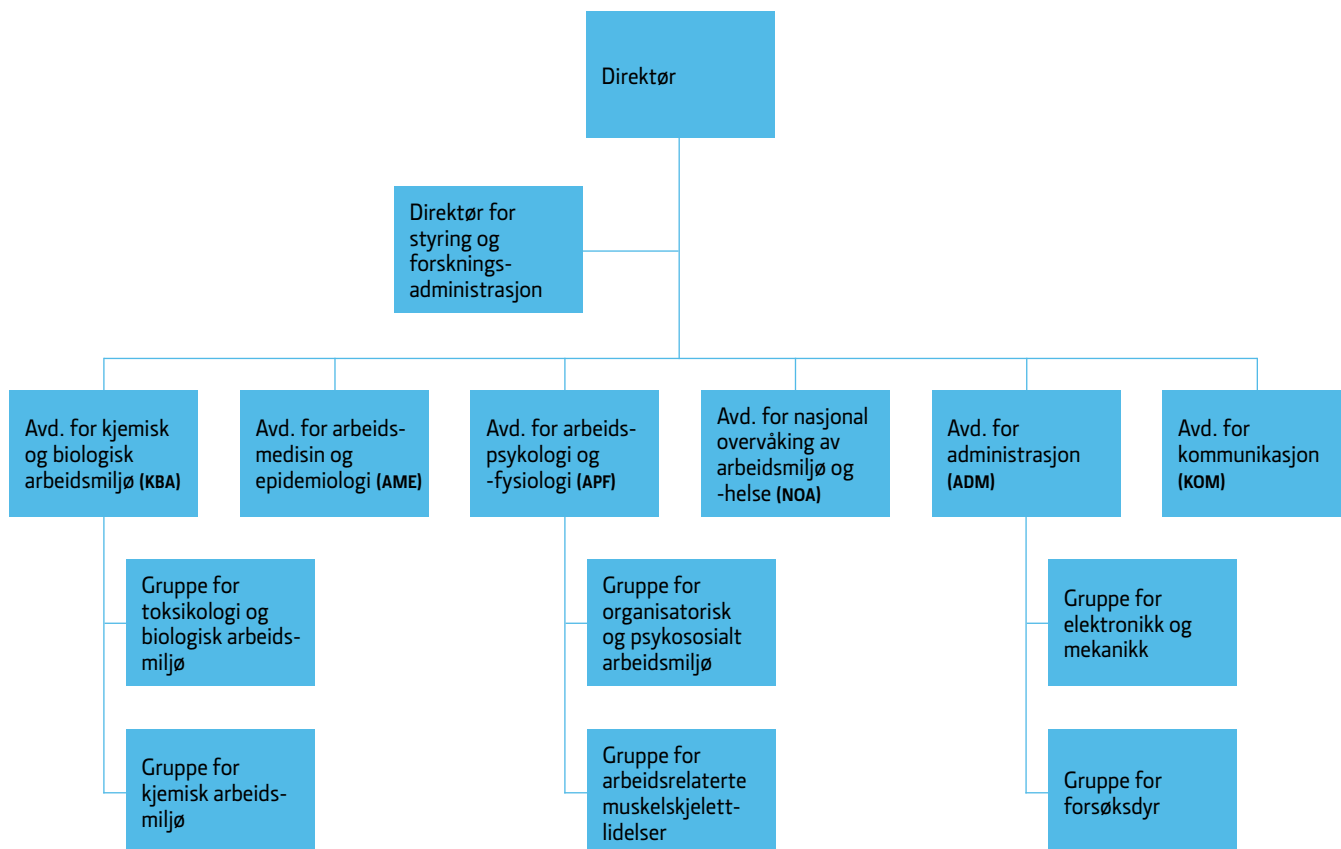 Direktør
Direktør for
styring og
forsknings-
administrasjon
Avd. for kjemisk
og biologisk
arbeidsmiljø (KBA)
Avd. for arbeids-
medisin og
epidemiologi (AME)
Avd. for arbeids-
psykologi og
-fysiologi (APF)
Avd. for nasjonal
overvåking av
arbeidsmiljø og
-helse (NOA)
Avd. for
administrasjon
(ADM)
Avd. for
kommunikasjon
(KOM)
Gruppe for
toksikologi og
biologisk arbeids-
miljø
Gruppe for
organisatorisk
og psykososialt
arbeidsmiljø
Gruppe for
elektronikk og
mekanikk
Gruppe for
kjemisk arbeids-
miljø
Gruppe for
arbeidsrelaterte
muskelskjelett-
lidelser
Gruppe for
forsøksdyr